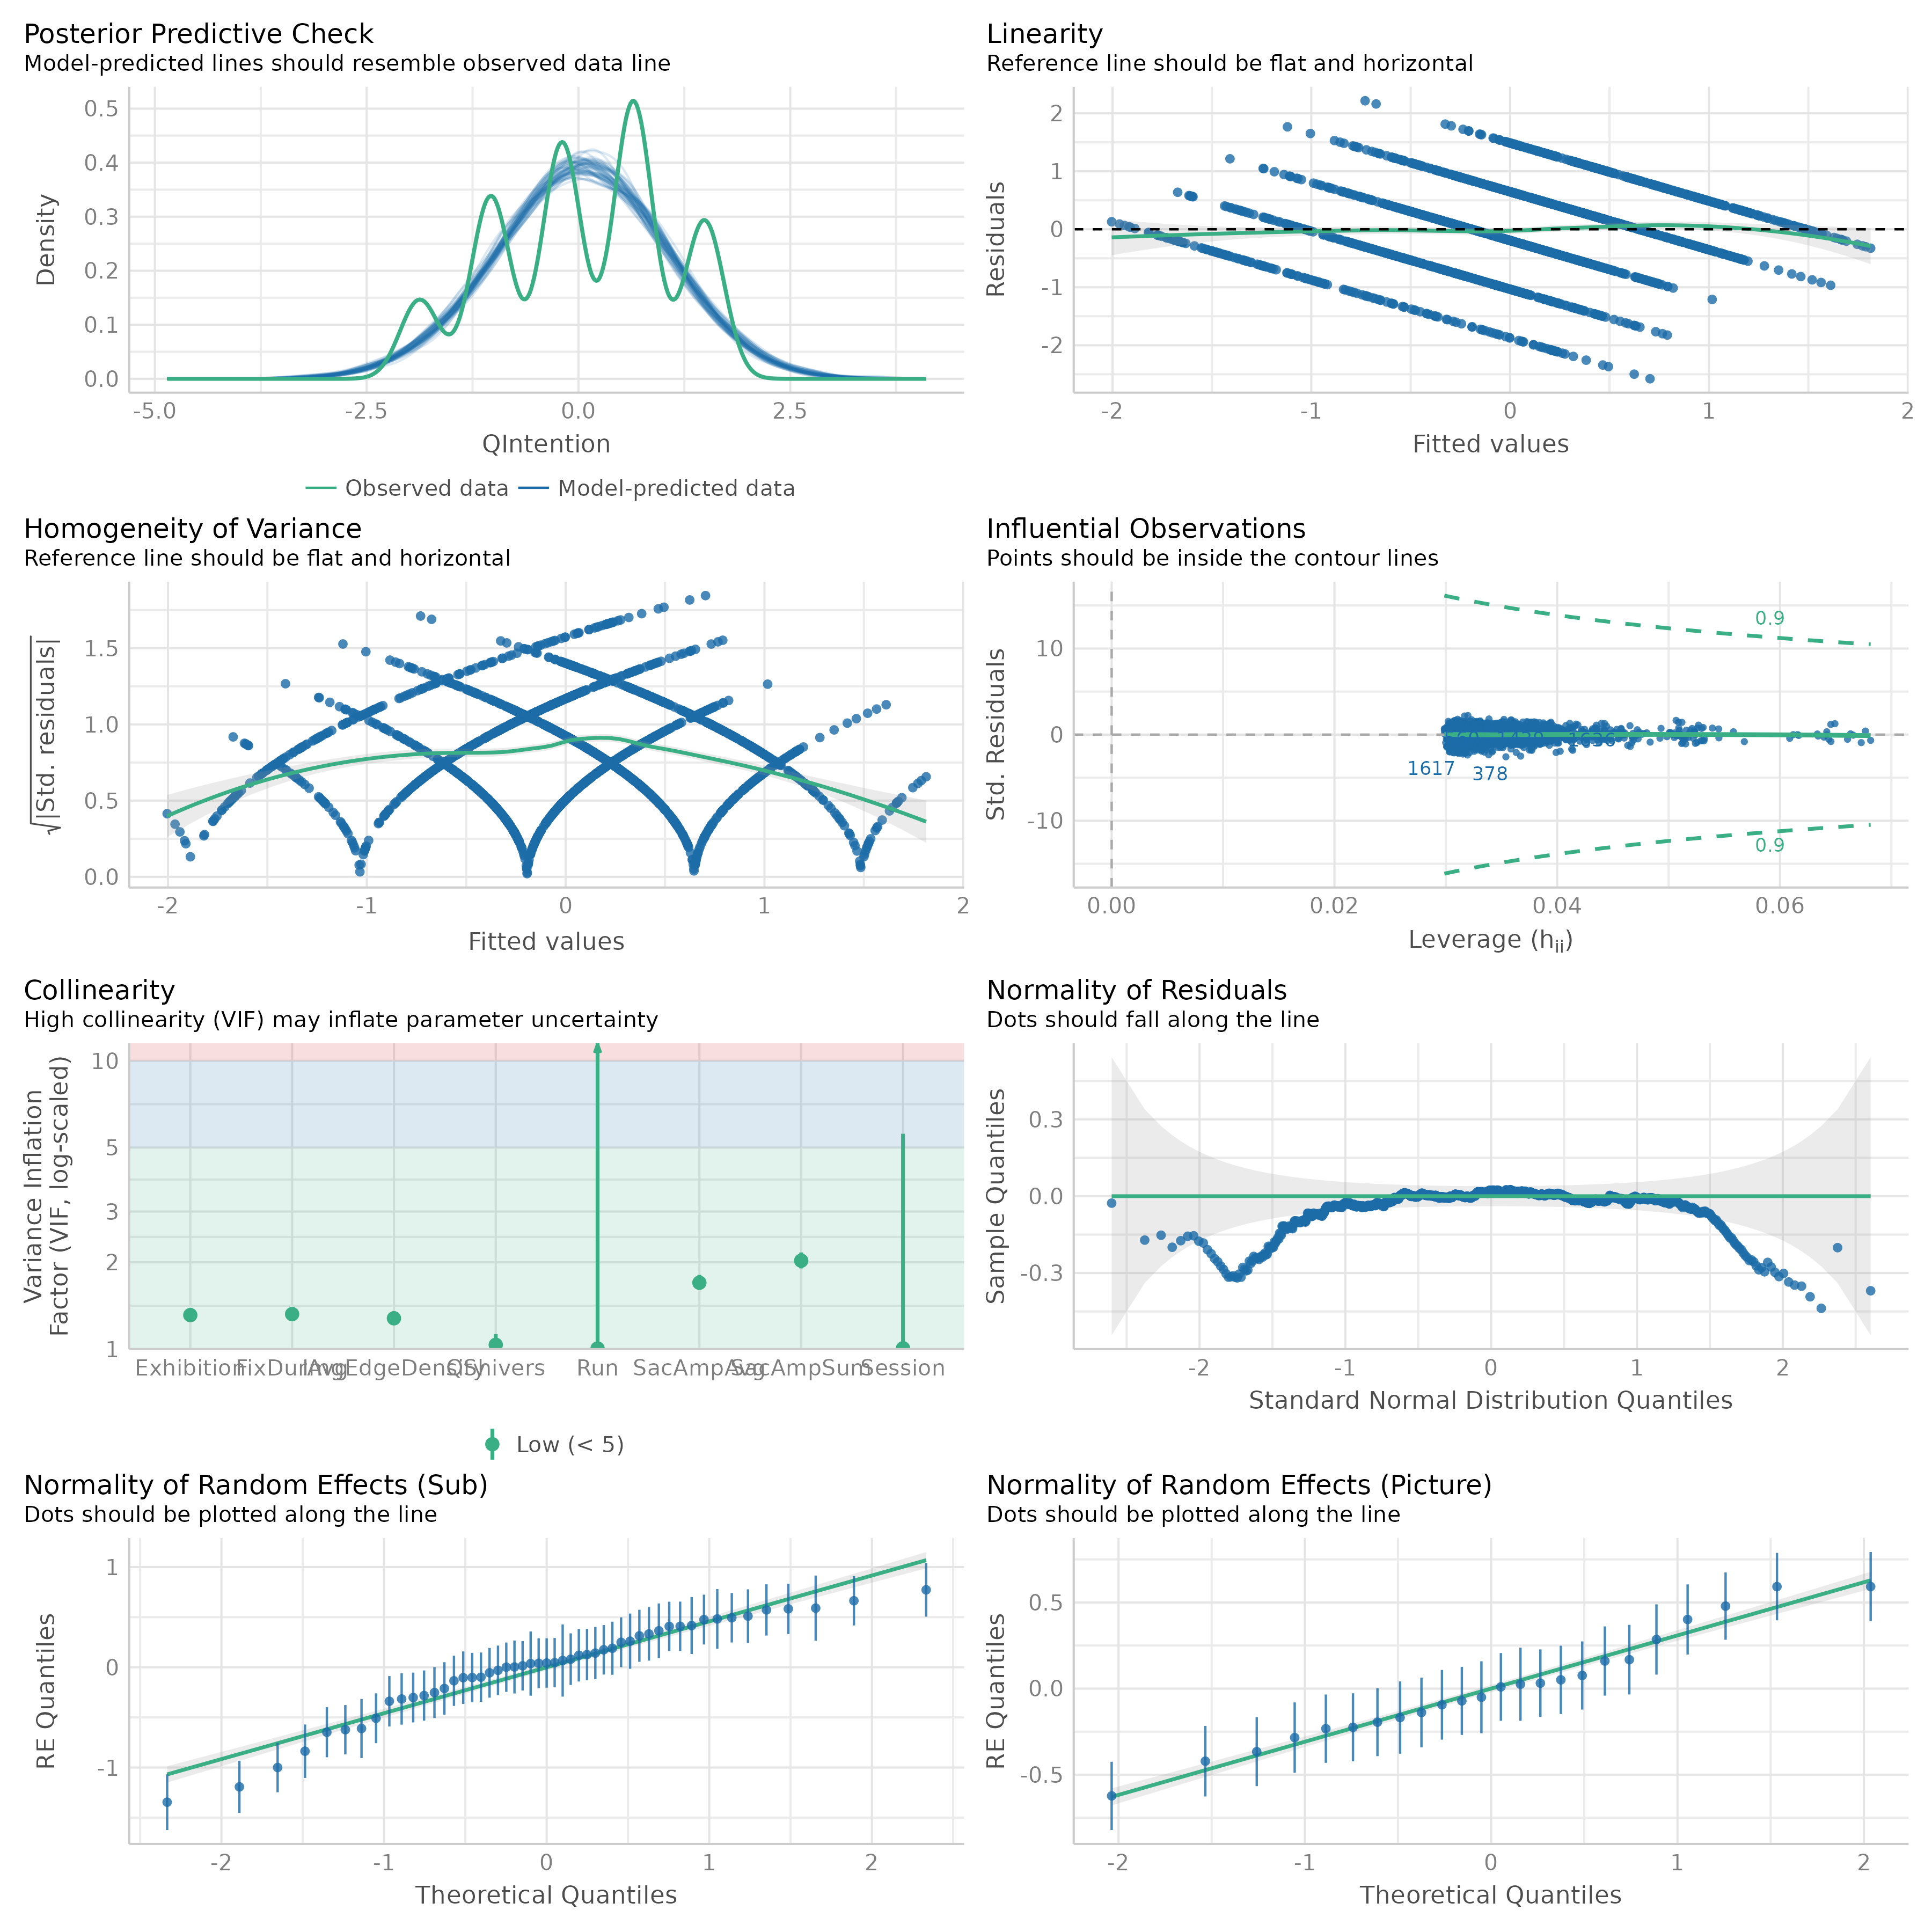 Posterior Predictive Check
Model-predicted lines should resemble observed data line
Density
0.5
0.4
0.3
0.2
0.1
0.0
-5.0 -2.5 0.0 2.5
QIntention
Observed data Model-predicted data
Linearity
Reference line should be flat and horizontal
Residuals
2
1
0
-1
-2
-2 -1 0 1 2
Fitted values
Homogeneity of Variance
Reference line should be flat and horizontal
√|Std. residuals|
1.5
1.0
0.5
0.0
-2 -1 0 1 2
Fitted values
Influential Observations
Points should be inside the contour lines
Std. Residuals
10
0
-10
0.9
1617 378
0.9
0.00 0.02 0.04 0.06
Leverage (hii)
Collinearity
High collinearity (VIF) may inflate parameter uncertainty
Variance Inflation
Factor (VIF, log-scaled)
10
5
3
2
1
Exhibition Run SacAmpAvg SacAmpSum Session
Low (< 5)
Normality of Residuals
Dots should fall along the line
Sample Quantiles
0.3
0.0
-0.3
-2 -1 0 1 2
Standard Normal Distribution Quantiles
Normality of Random Effects (Sub)
Dots should be plotted along the line
RE Quantiles
1
0
-1
-2 -1 0 1 2
Theoretical Quantiles
Normality of Random Effects (Picture)
Dots should be plotted along the line
RE Quantiles
0.5
0.0
-0.5
-2 -1 0 1 2
Theoretical Quantiles